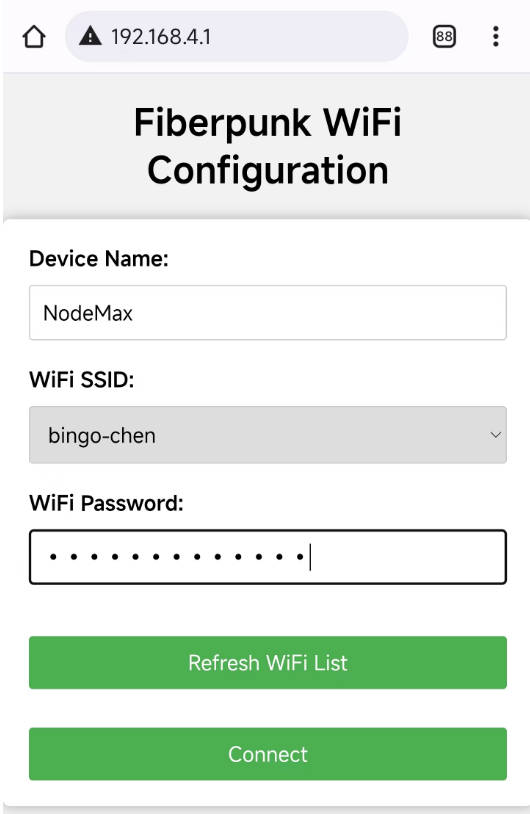 192.168.4.1
88
Fiberpunk WiFi
Configuration
Device Name:
NodeMax
WiFi SSID:
bingo-chen
WiFi Password:
•••••••••••••
Refresh WiFi List
Connect